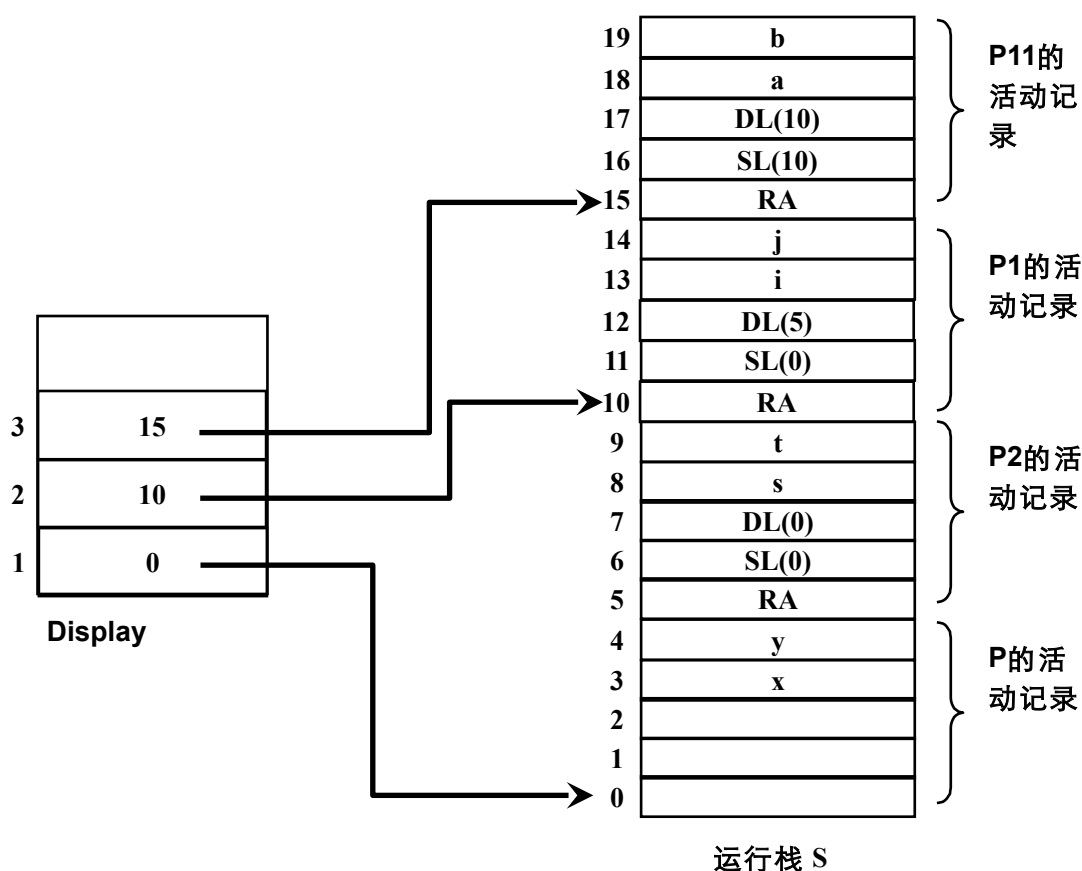 19 b
18 a
17 DL(10)
16 SL(10)
15 RA
P11的
活动记
录
14 j
13 i
12 DL(5)
11 SL(0)
10 RA
P1的活
动记录
9 t
8 s
7 DL(0)
6 SL(0)
5 RA
P2的活
动记录
4 y
3 x
2
1
0
P的活
动记录
3 15
2 10
1 0
Display
运行栈 S